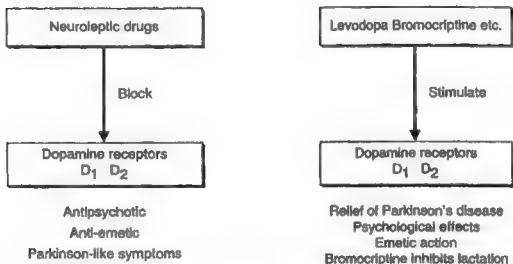 Neuroleptic drugs
Block
Dopamine receptors
D1 D2
Antipsychotic
Anti-emetic
Parkinson-like symptoms
Levodopa Bromocriptine etc.
Stimulate
Dopamine receptors
D1 D2
Relief of Parkinson's disease
Psychological effects
Emetic action
Bromocriptine inhibits lactation